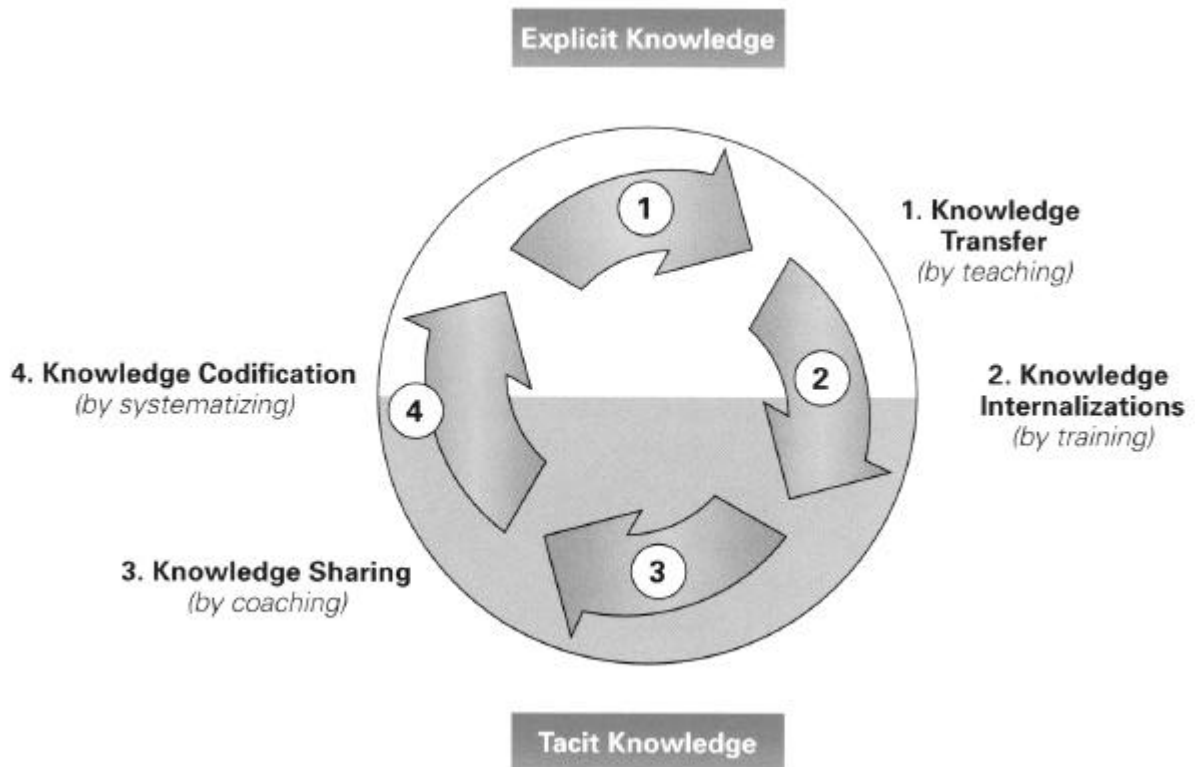 Explicit Knowledge
1
1. Knowledge
Transfer
(by teaching)
4. Knowledge Codification
(by systematizing)
4
2
2. Knowledge
Internalizations
(by training)
3. Knowledge Sharing
(by coaching)
3
Tacit Knowledge